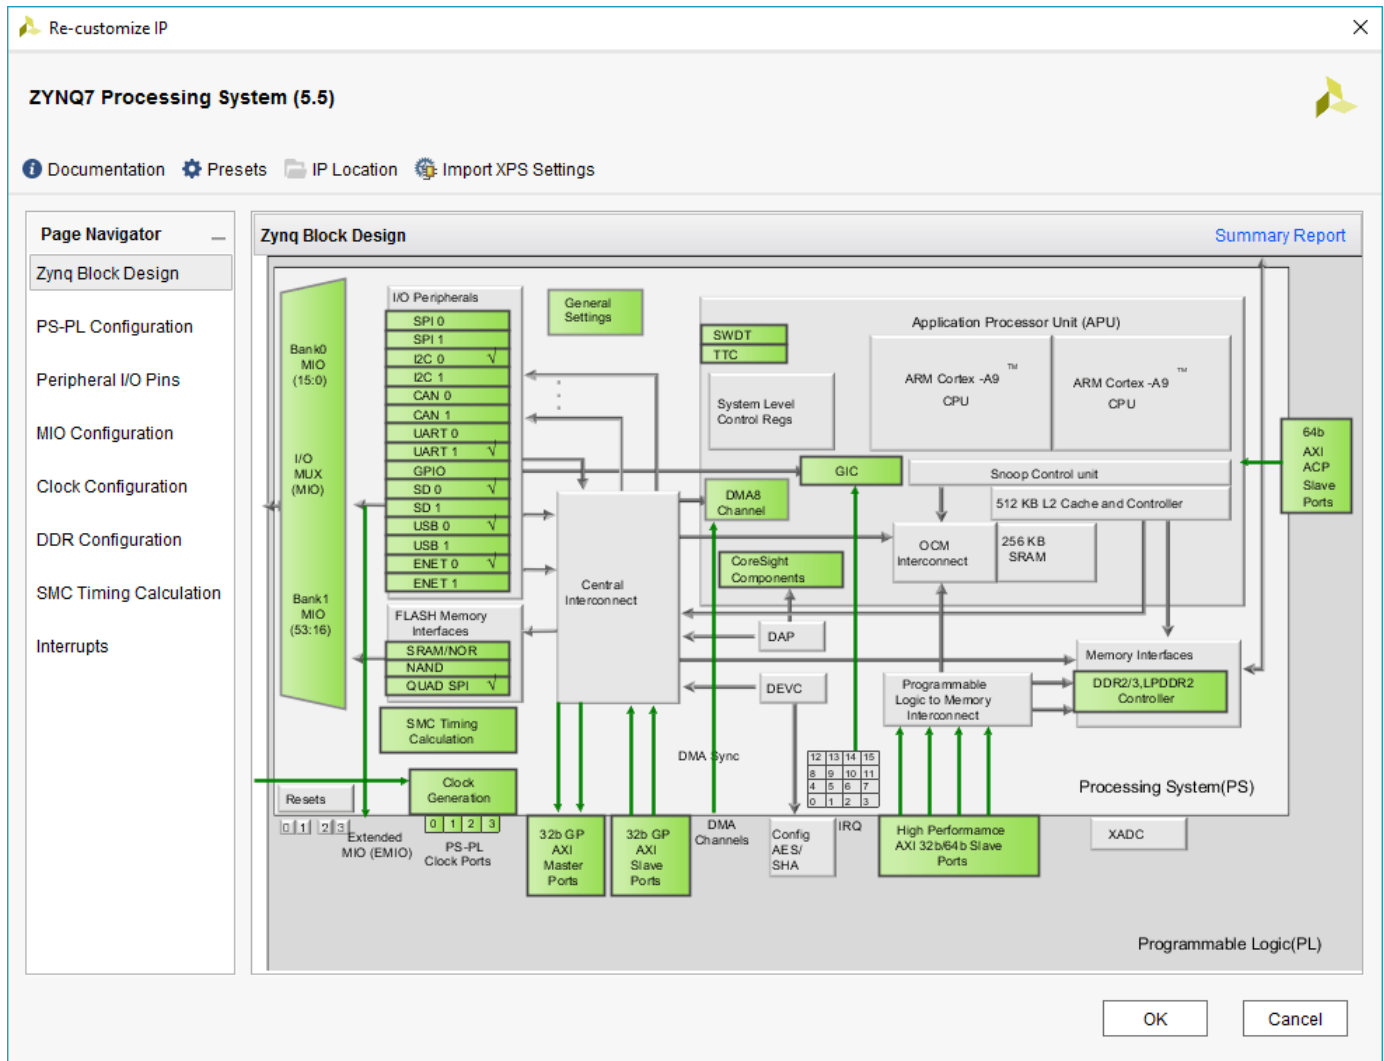 Re-customize IP
ZYNQ7 Processing System (5.5)
Documentation
Presets
IP Location
Import XPS Settings
Page Navigator
Zynq Block Design
PS-PL Configuration
Peripheral I/O Pins
MIO Configuration
Clock Configuration
DDR Configuration
SMC Timing Calculation
Interrupts
Zynq Block Design
Summary Report
Bank0
MIO
(15:0)
I/O
MUX
(MIO)
Bank1
MIO
(53:16)
I/O Peripherals
SPI 0
SPI 1
I2C 0 √
I2C 1
CAN 0
CAN 1
UART 0
UART 1 √
GPIO
SD 0 √
SD 1
USB 0 √
USB 1
ENET 0 √
ENET 1
FLASH Memory
Interfaces
SRAM/NOR
NAND
QUAD SPI √
SMC Timing
Calculation
General
Settings
Application Processor Unit (APU)
SWDT
TTC
System Level
Control Regs
ARM Cortex -A9 ™
CPU
ARM Cortex -A9 ™
CPU
GIC
Snoop Control unit
512 KB L2 Cache and Controller
DMA8
Channel
OCM
Interconnect
256 KB
SRAM
CoreSight
Components
Central
Interconnect
DAP
DEVC
Memory Interfaces
DDR2/3,LPDDR2
Controller
Programmable
Logic to Memory
Interconnect
64b
AXI
ACP
Slave
Ports
DMA Sync
12 13 14 15
8 9 10 11
4 5 6 7
0 1 2 3
Processing System(PS)
Resets
0 1 2 3
Clock
Generation
0 1 2 3
Extended
MIO (EMIO)
PS-PL
Clock Ports
32b GP
AXI
Master
Ports
32b GP
AXI
Slave
Ports
DMA
Channels
Config
AES/
SHA
IRQ
High Performamce
AXI 32b/64b Slave
Ports
XADC
Programmable Logic(PL)
OK
Cancel